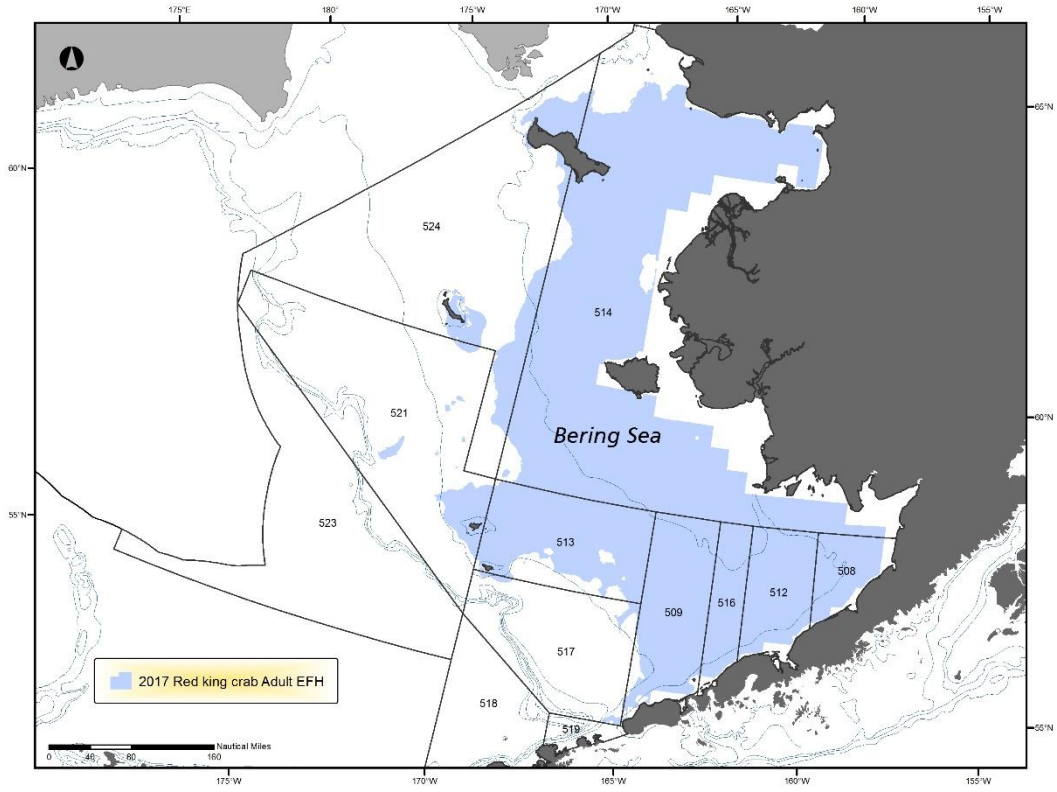 175°E 180° 170°W 165°W 160°W 155°W
65°N
60°N
524
514
60°N
521
Bering Sea
55°N
523
513
508
509 516 512
517
2017 Red king crab Adult EFH
518
519
55°N
Nautical Miles
0 40 80 160
175°W 170°W 165°W 160°W 155°W